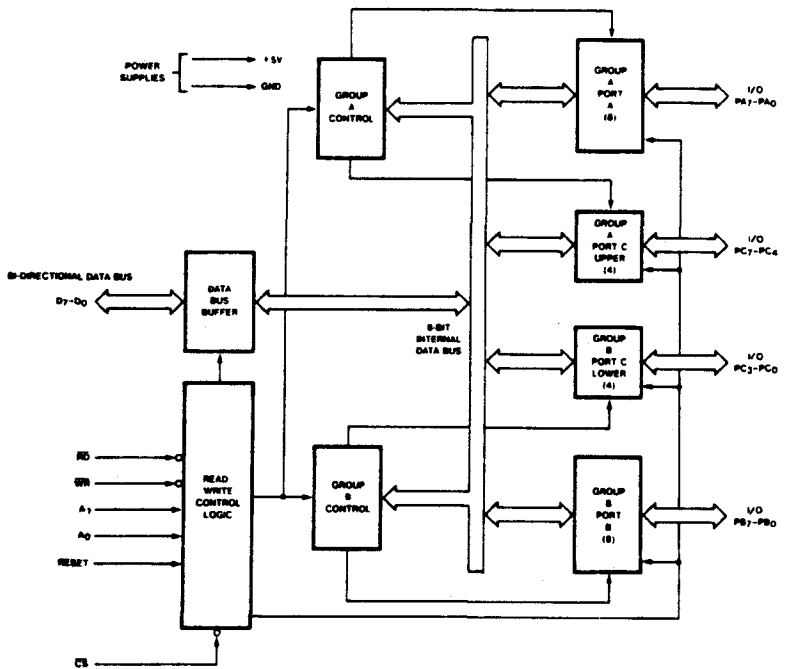 POWER
SUPPLIES
+5V
GND
GROUP
A
CONTROL
GROUP
A
PORT
A
(8)
I/O
PA7-PA0
GROUP
A
PORT C
UPPER
(4)
I/O
PC7-PC4
BI-DIRECTIONAL DATA BUS
D7-D0
DATA
BUS
BUFFER
8-BIT
INTERNAL
DATA BUS
GROUP
B
PORT C
LOWER
(4)
I/O
PC3-PC0
RD
WR
A1
A0
RESET
CS
READ
WRITE
CONTROL
LOGIC
GROUP
B
CONTROL
GROUP
B
PORT
B
(8)
I/O
PB7-PB0